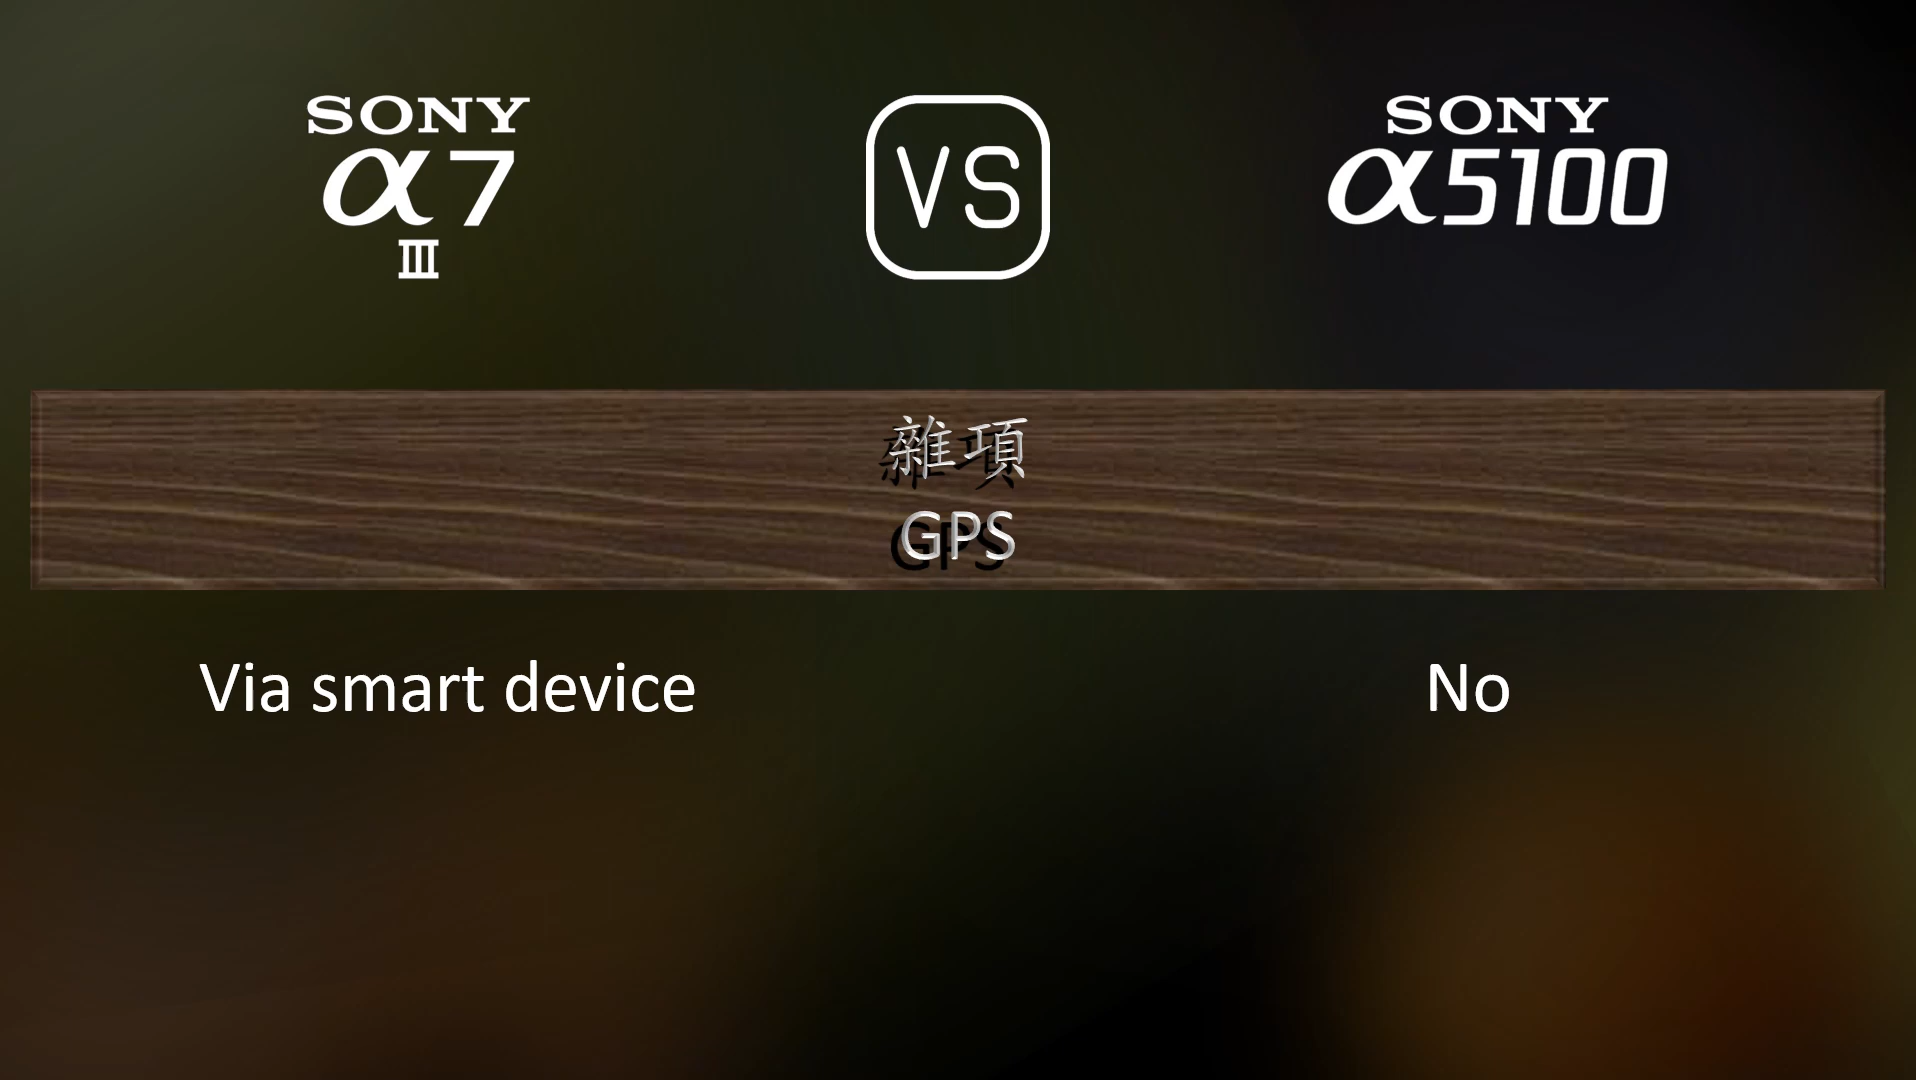 SONY
α7
III
VS
SONY
α5100
雜項
GPS
Via smart device
No